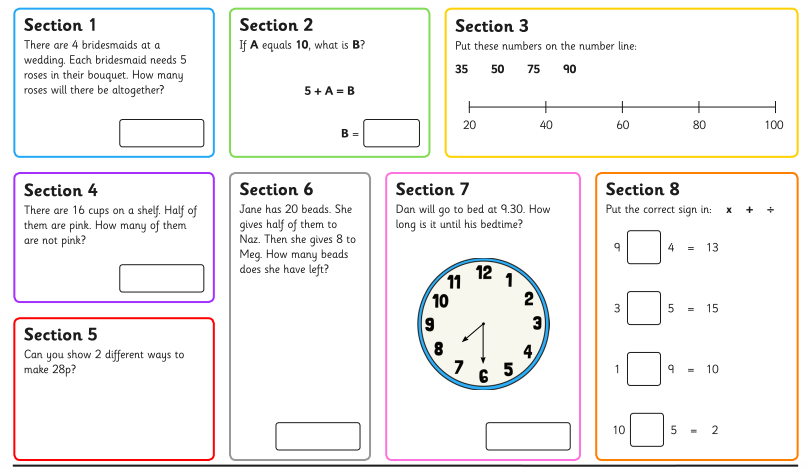 Section 1
There are 4 bridesmaids at a
wedding. Each bridesmaid needs 5
roses in their bouquet. How many
roses will there be altogether?
Section 2
If A equals 10, what is B?
5 + A = B
B =
Section 3
Put these numbers on the number line:
35 50 75 90
20 40 60 80 100
Section 4
There are 16 cups on a shelf. Half of
them are pink. How many of them
are not pink?
Section 5
Can you show 2 different ways to
make 28p?
Section 6
Jane has 20 beads. She
gives half of them to
Naz. Then she gives 8 to
Meg. How many beads
does she have left?
Section 7
Dan will go to bed at 9.30. How
long is it until his bedtime?
12
1
2
3
4
5
6
7
8
9
10
11
Section 8
Put the correct sign in: x + ÷
9 4 = 13
3 5 = 15
1 9 = 10
10 5 = 2